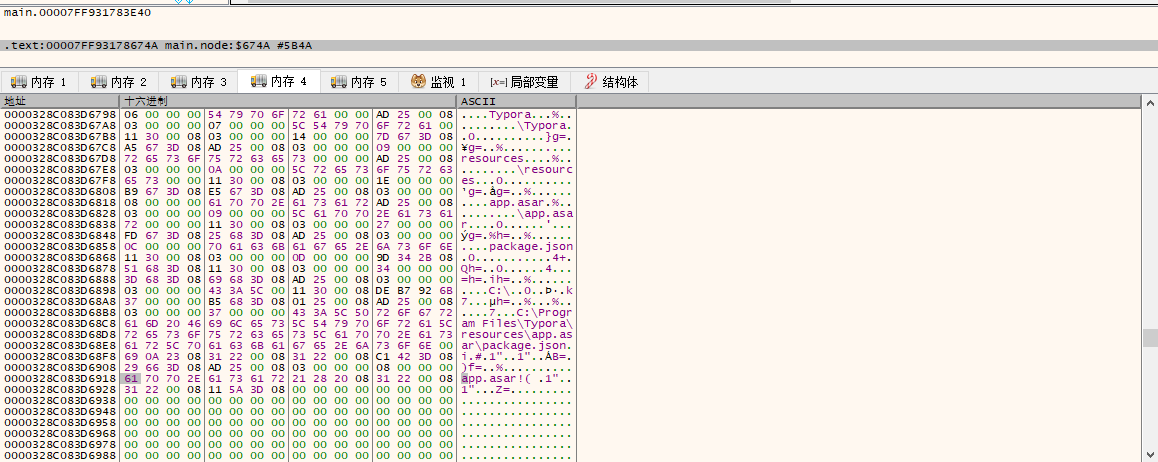 main.00007FF931783E40
.text:00007FF93178674A main.node:$674A #5B4A
内存 1 内存 2 内存 3 内存 4 内存 5 监视 1 [x=] 局部变量 结构体
地址 十六进制 ASCII
0000328C083D6798 06 00 00 00 54 79 70 6F 72 61 00 00 AD 25 00 08 ....Typora...%..
0000328C083D67A8 03 00 00 00 07 00 00 00 5C 54 79 70 6F 72 61 00 ........\Typora.
0000328C083D67B8 11 30 00 08 03 00 00 00 14 00 00 00 7D 67 3D 08 .0..........}g=.
0000328C083D67C8 A5 67 3D 08 AD 25 00 08 03 00 00 00 09 00 00 00 ¥g=..%..........
0000328C083D67D8 72 65 73 6F 75 72 63 65 73 00 00 00 AD 25 00 08 resources....%..
0000328C083D67E8 03 00 00 00 0A 00 00 00 5C 72 65 73 6F 75 72 63 ........\resourc
0000328C083D67F8 65 73 00 00 11 30 00 08 03 00 00 00 1E 00 00 00 es...0..........
0000328C083D6808 B9 67 3D 08 E5 67 3D 08 AD 25 00 08 03 00 00 00 ¹g=.åg=..%......
0000328C083D6818 08 00 00 00 61 70 70 2E 61 73 61 72 AD 25 00 08 ....app.asar.%..
0000328C083D6828 03 00 00 00 09 00 00 00 5C 61 70 70 2E 61 73 61 ........\app.asa
0000328C083D6838 72 00 00 00 11 30 00 08 03 00 00 00 27 00 00 00 r....0......'...
0000328C083D6848 FD 67 3D 08 25 68 3D 08 AD 25 00 08 03 00 00 00 ýg=.%h=..%......
0000328C083D6858 0C 00 00 00 70 61 63 6B 61 67 65 2E 6A 73 6F 6E ....package.json
0000328C083D6868 11 30 00 08 03 00 00 00 0D 00 00 00 9D 34 2B 08 .0...........4+.
0000328C083D6878 51 68 3D 08 11 30 00 08 03 00 00 00 34 00 00 00 Qh=..0......4...
0000328C083D6888 3D 68 3D 08 69 68 3D 08 AD 25 00 08 03 00 00 00 =h=.ih=..%......
0000328C083D6898 03 00 00 00 43 3A 5C 00 11 30 00 08 DE B7 92 6B ....C:\..0..Þ·.k
0000328C083D68A8 37 00 00 00 B5 68 3D 08 01 25 00 08 AD 25 00 08 7...µh=..%...%..
0000328C083D68B8 03 00 00 00 37 00 00 00 43 3A 5C 50 72 6F 67 72 ....7...C:\Progr
0000328C083D68C8 61 6D 20 46 69 6C 65 73 5C 54 79 70 6F 72 61 5C am Files\Typora\
0000328C083D68D8 72 65 73 6F 75 72 63 65 73 5C 61 70 70 2E 61 73 resources\app.as
0000328C083D68E8 61 72 5C 70 61 63 6B 61 67 65 2E 6A 73 6F 6E 00 ar\package.json.
0000328C083D68F8 69 0A 23 08 31 22 00 08 31 22 00 08 C1 42 3D 08 i.#.1"..1"..ÁB=.
0000328C083D6908 29 66 3D 08 AD 25 00 08 03 00 00 00 08 00 00 00 )f=..%..........
0000328C083D6918 61 70 70 2E 61 73 61 72 21 28 20 08 31 22 00 08 app.asar!( .1"..
0000328C083D6928 31 22 00 08 11 5A 3D 08 00 00 00 00 00 00 00 00 1"...Z=.........
0000328C083D6938 00 00 00 00 00 00 00 00 00 00 00 00 00 00 00 00 ................
0000328C083D6948 00 00 00 00 00 00 00 00 00 00 00 00 00 00 00 00 ................
0000328C083D6958 00 00 00 00 00 00 00 00 00 00 00 00 00 00 00 00 ................
0000328C083D6968 00 00 00 00 00 00 00 00 00 00 00 00 00 00 00 00 ................
0000328C083D6978 00 00 00 00 00 00 00 00 00 00 00 00 00 00 00 00 ................
0000328C083D6988 00 00 00 00 00 00 00 00 00 00 00 00 00 00 00 00 ................